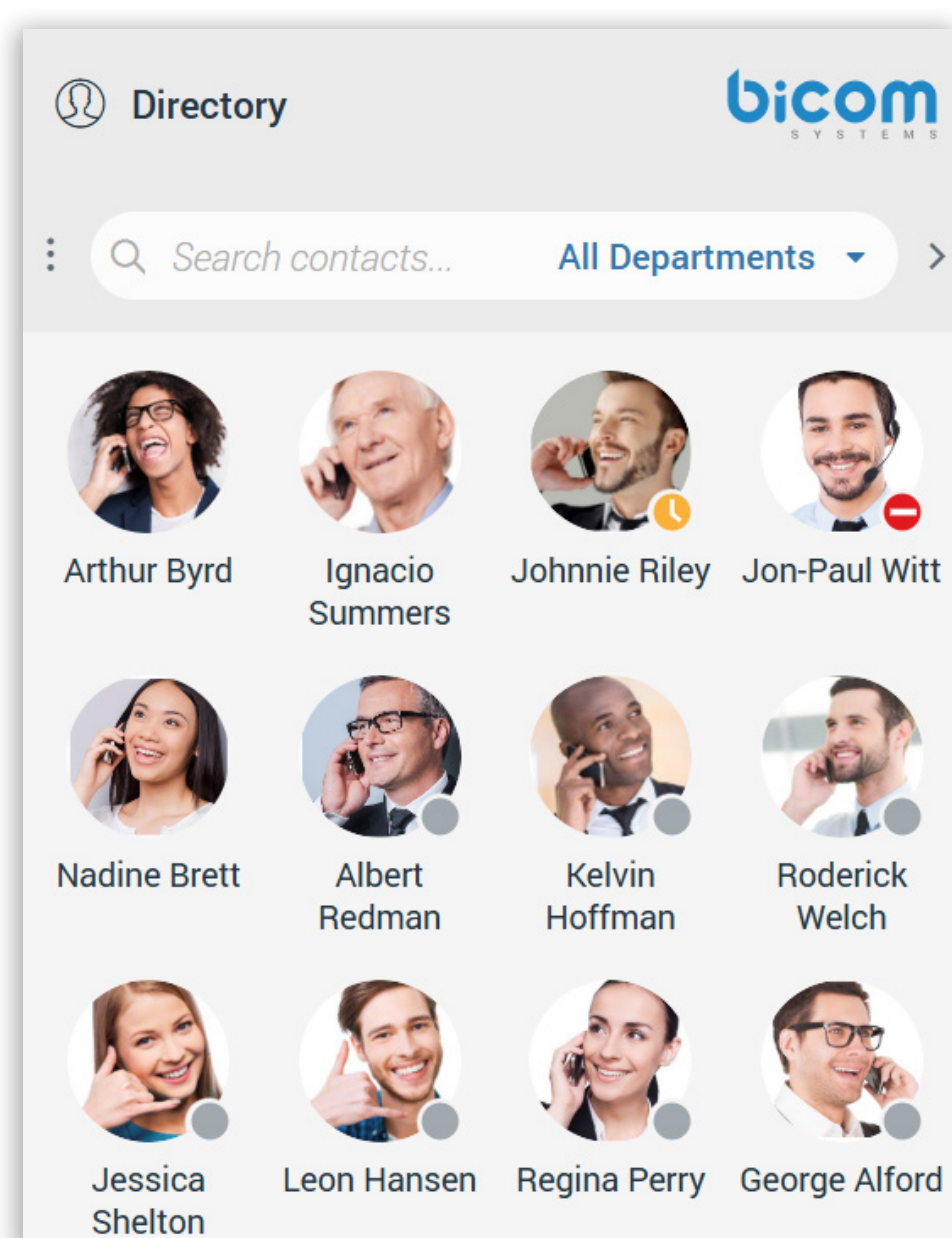 Directory
bicom
SYSTEMS
Search contacts...
All Departments
Arthur Byrd
Ignacio
Summers
Johnnie Riley
Jon-Paul Witt
Nadine Brett
Albert
Redman
Kelvin
Hoffman
Roderick
Welch
Jessica
Shelton
Leon Hansen
Regina Perry
George Alford